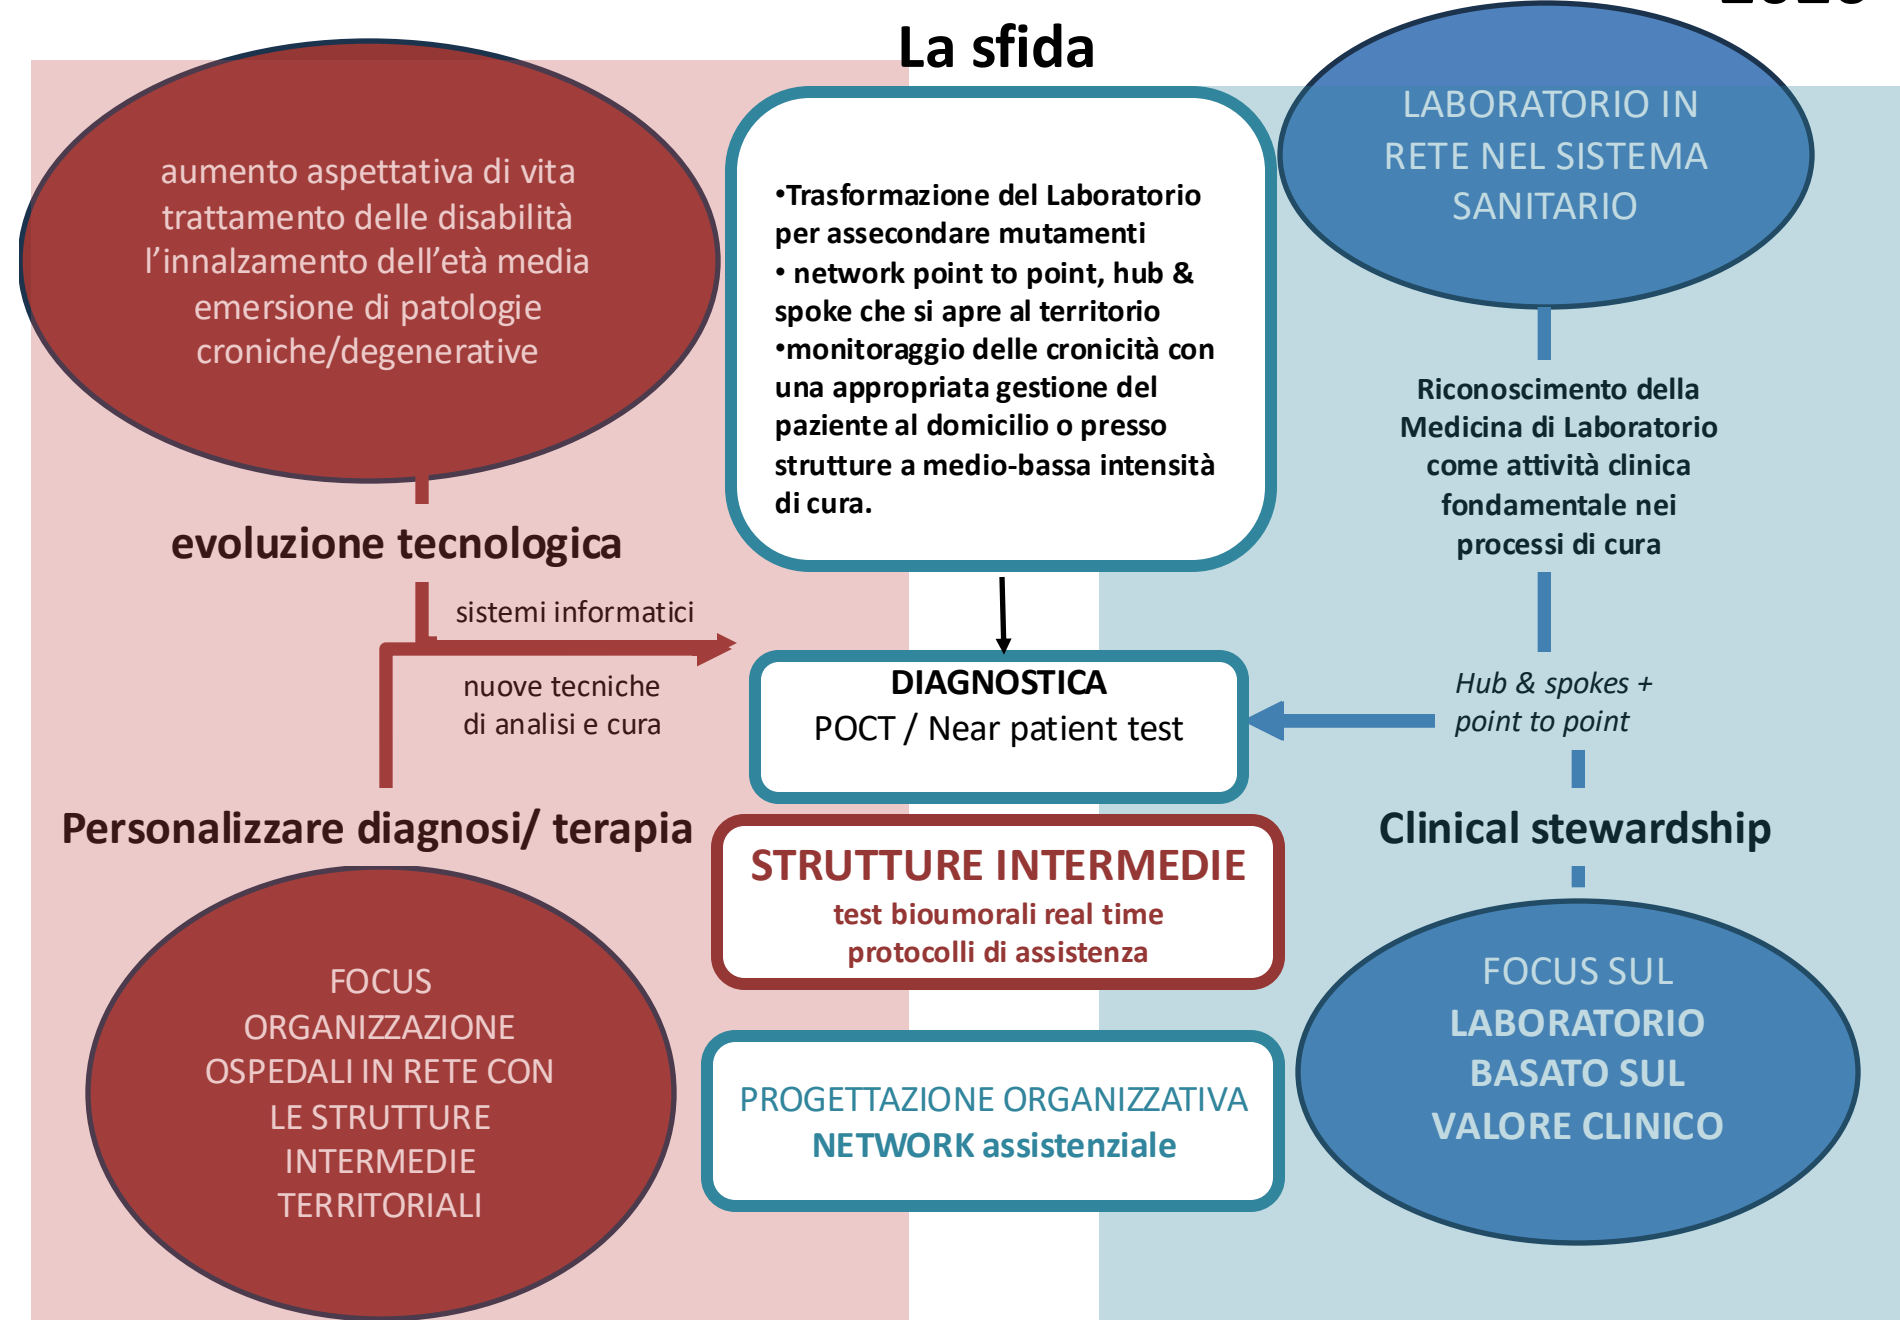 La sfida
aumento aspettativa di vita
trattamento delle disabilità
l’innalzamento dell’età media
emersione di patologie
croniche/degenerative
evoluzione tecnologica
sistemi informatici
nuove tecniche
di analisi e cura
Personalizzare diagnosi/ terapia
FOCUS
ORGANIZZAZIONE
OSPEDALI IN RETE CON
LE STRUTTURE
INTERMEDIE
TERRITORIALI
•Trasformazione del Laboratorio
per assecondare mutamenti
• network point to point, hub &
spoke che si apre al territorio
•monitoraggio delle cronicità con
una appropriata gestione del
paziente al domicilio o presso
strutture a medio-bassa intensità
di cura.
DIAGNOSTICA
POCT / Near patient test
STRUTTURE INTERMEDIE
test bioumorali real time
protocolli di assistenza
PROGETTAZIONE ORGANIZZATIVA
NETWORK assistenziale
LABORATORIO IN
RETE NEL SISTEMA
SANITARIO
Riconoscimento della
Medicina di Laboratorio
come attività clinica
fondamentale nei
processi di cura
Hub & spokes +
point to point
Clinical stewardship
FOCUS SUL
LABORATORIO
BASATO SUL
VALORE CLINICO